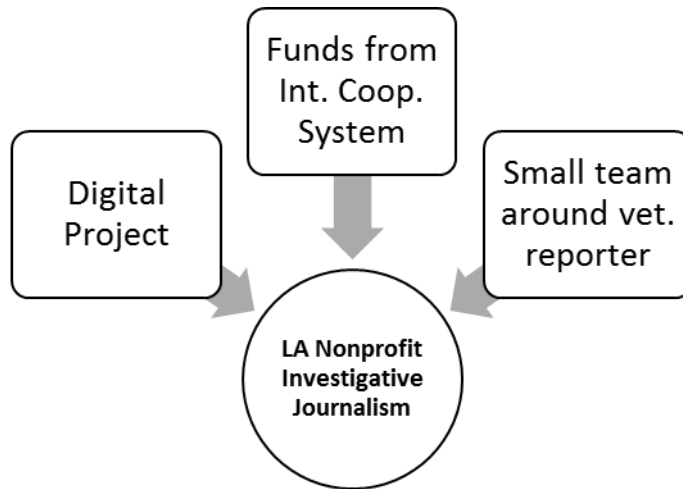 Funds from
Int. Coop.
System
Digital
Project
Small team
around vet.
reporter
LA Nonprofit
Investigative
Journalism